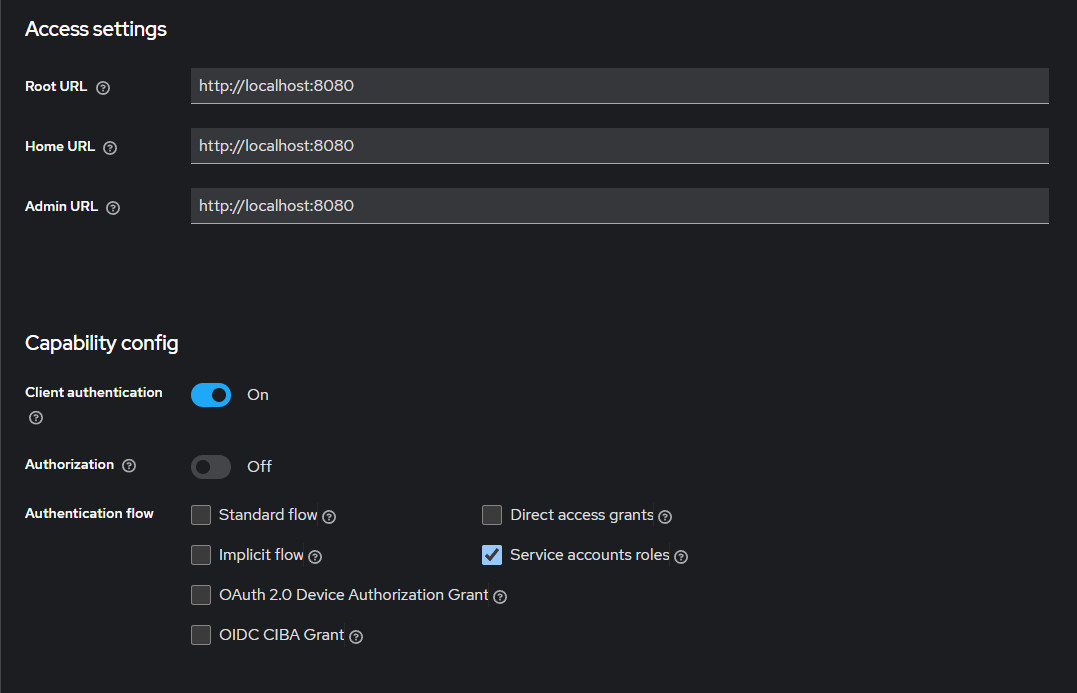 Access settings
Root URL
http://localhost:8080
Home URL
http://localhost:8080
Admin URL
http://localhost:8080
Capability config
Client authentication
On
Authorization
Off
Authentication flow
Standard flow
Direct access grants
Implicit flow
Service accounts roles
OAuth 2.0 Device Authorization Grant
OIDC CIBA Grant